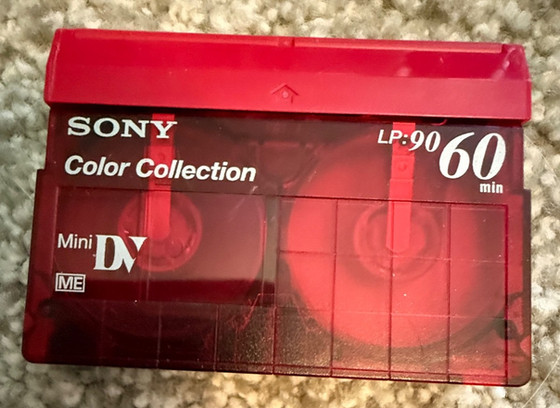 SONY
LP:90 60
min
Color Collection
Mini DV
ME